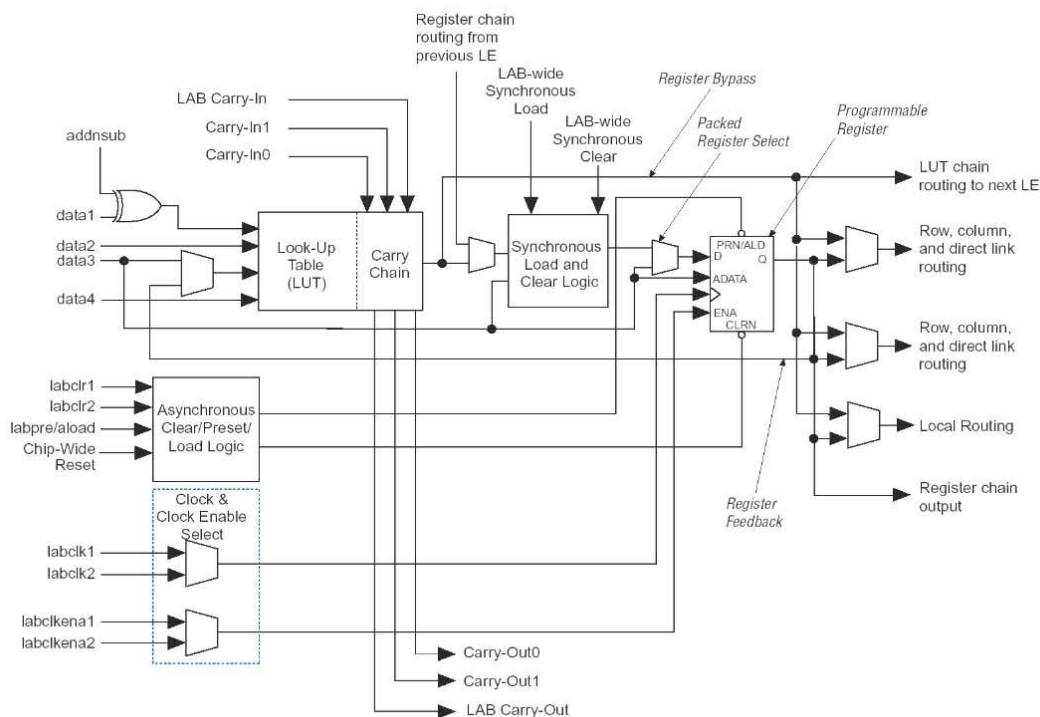 Register chain
routing from
previous LE
LAB-wide
Synchronous
Load
Register Bypass
LAB-wide
Synchronous
Clear
Packed
Register Select
Programmable
Register
LAB Carry-In
Carry-In1
Carry-In0
addnsub
data1
data2
data3
data4
Look-Up
Table
(LUT)
Carry
Chain
Synchronous
Load and
Clear Logic
PRN/ALD
D
Q
ADATA
ENA
CLRN
LUT chain
routing to next LE
Row, column,
and direct link
routing
Row, column,
and direct link
routing
Local Routing
Register chain
output
Register
Feedback
labclr1
labclr2
labpre/aload
Chip-Wide
Reset
Asynchronous
Clear/Preset/
Load Logic
Clock &
Clock Enable
Select
labclk1
labclk2
labclkena1
labclkena2
Carry-Out0
Carry-Out1
LAB Carry-Out